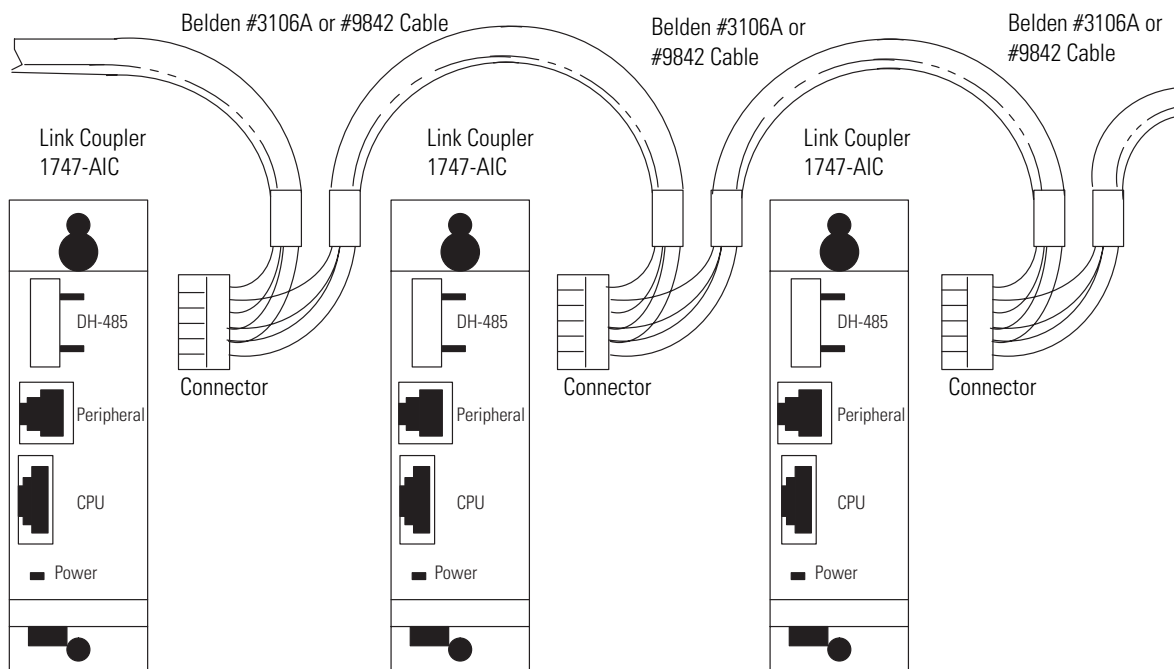 Belden #3106A or #9842 Cable
Belden #3106A or
#9842 Cable
Belden #3106A or
#9842 Cable
Link Coupler
1747-AIC
Link Coupler
1747-AIC
Link Coupler
1747-AIC
DH-485
DH-485
DH-485
Connector
Connector
Connector
Peripheral
Peripheral
Peripheral
CPU
CPU
CPU
Power
Power
Power